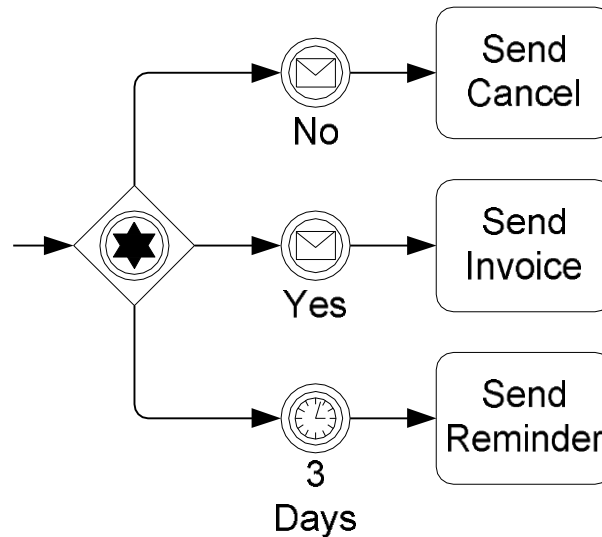 Send
Cancel
No
Send
Invoice
Yes
Send
Reminder
3
Days